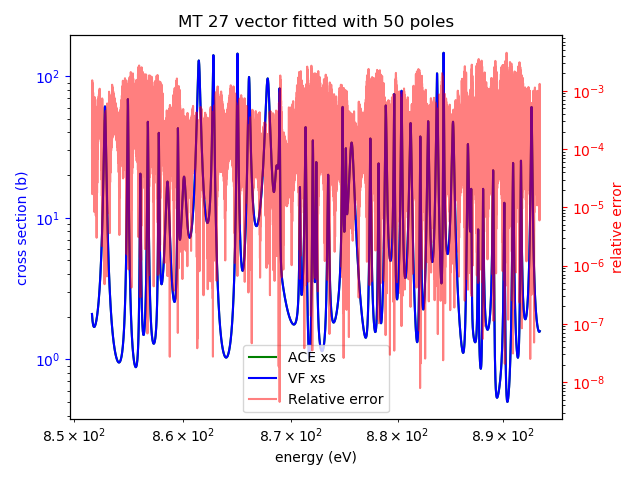 MT 27 vector fitted with 50 poles
cross section (b)
10² 10¹ 10⁰
relative error
10⁻³ 10⁻⁴ 10⁻⁵ 10⁻⁶ 10⁻⁷ 10⁻⁸
ACE xs
VF xs
Relative error
8.5 × 10² 8.6 × 10² 8.7 × 10² 8.8 × 10² 8.9 × 10²
energy (eV)